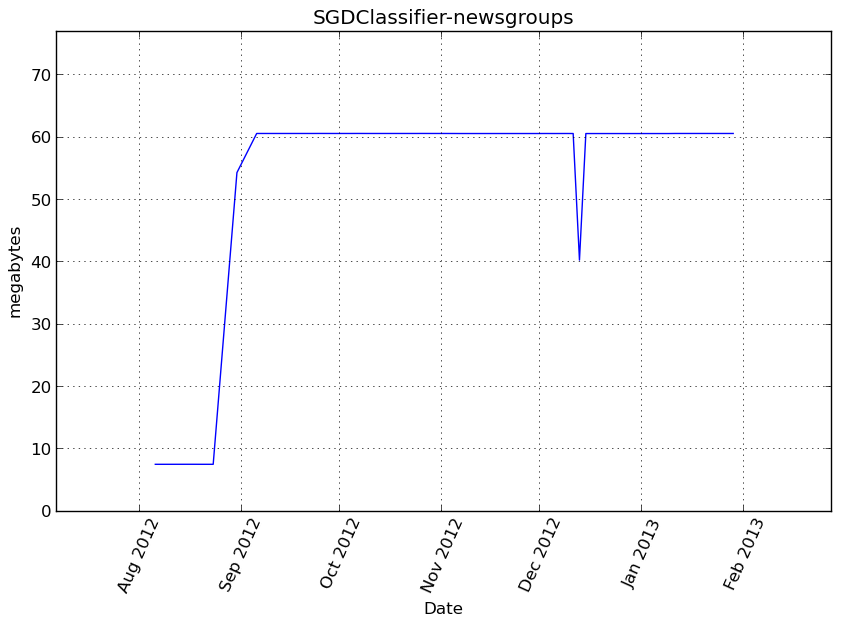 SGDClassifier-newsgroups
70
60
50
40
30
20
10
0
megabytes
Aug 2012
Sep 2012
Oct 2012
Nov 2012
Dec 2012
Jan 2013
Feb 2013
Date